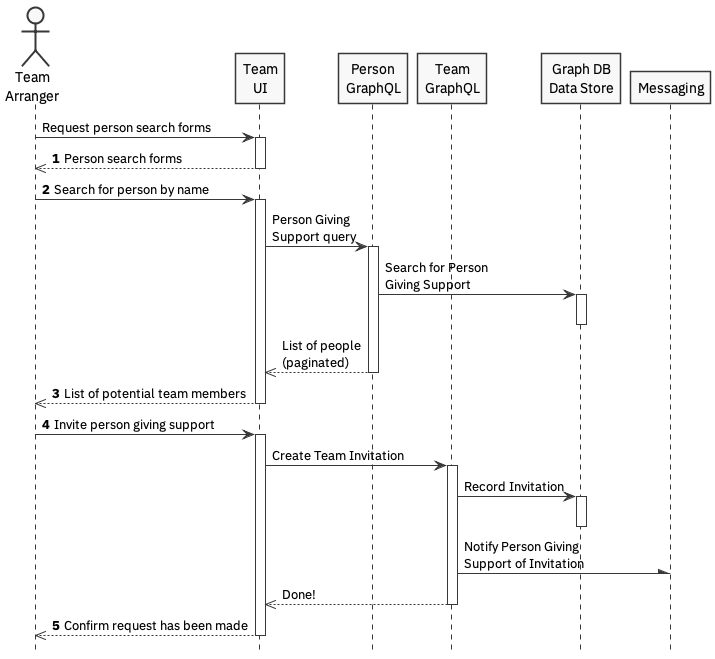 Team
Arranger
Team
UI
Person
GraphQL
Team
GraphQL
Graph DB
Data Store
Messaging
Request person search forms
1 Person search forms
2 Search for person by name
Person Giving
Support query
Search for Person
Giving Support
List of people
(paginated)
3 List of potential team members
4 Invite person giving support
Create Team Invitation
Record Invitation
Notify Person Giving
Support of Invitation
Done!
5 Confirm request has been made